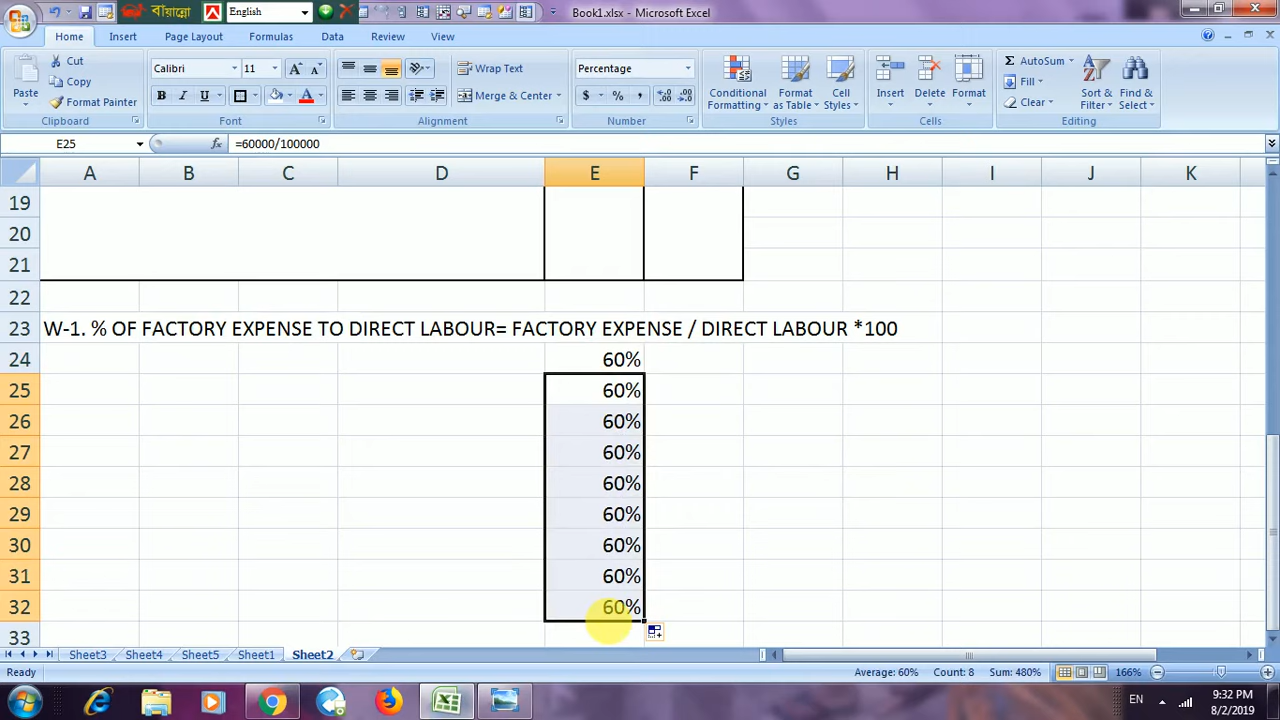 বায়ান্নো English Book1.xlsx - Microsoft Excel
Home Insert Page Layout Formulas Data Review View
Paste Cut Copy Format Painter Clipboard
Calibri 11 B I U A Font
Wrap Text Merge & Center Alignment
Percentage $ % , Number
Conditional Formatting Format as Table Cell Styles Styles
Insert Delete Format Cells
AutoSum Fill Clear Sort & Filter Find & Select Editing
E25 fx =60000/100000
A B C D E F G H I J K
19
20
21
22
23 W-1. % OF FACTORY EXPENSE TO DIRECT LABOUR= FACTORY EXPENSE / DIRECT LABOUR *100
24 60%
25 60%
26 60%
27 60%
28 60%
29 60%
30 60%
31 60%
32 60%
33
Sheet3 Sheet4 Sheet5 Sheet1 Sheet2
Ready Average: 60% Count: 8 Sum: 480% 166%
EN 9:32 PM
8/2/2019